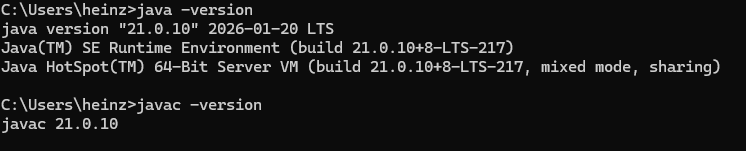 C:\Users\heinz>java -version
java version "21.0.10" 2026-01-20 LTS
Java(TM) SE Runtime Environment (build 21.0.10+8-LTS-217)
Java HotSpot(TM) 64-Bit Server VM (build 21.0.10+8-LTS-217, mixed mode, sharing)
C:\Users\heinz>javac -version
javac 21.0.10